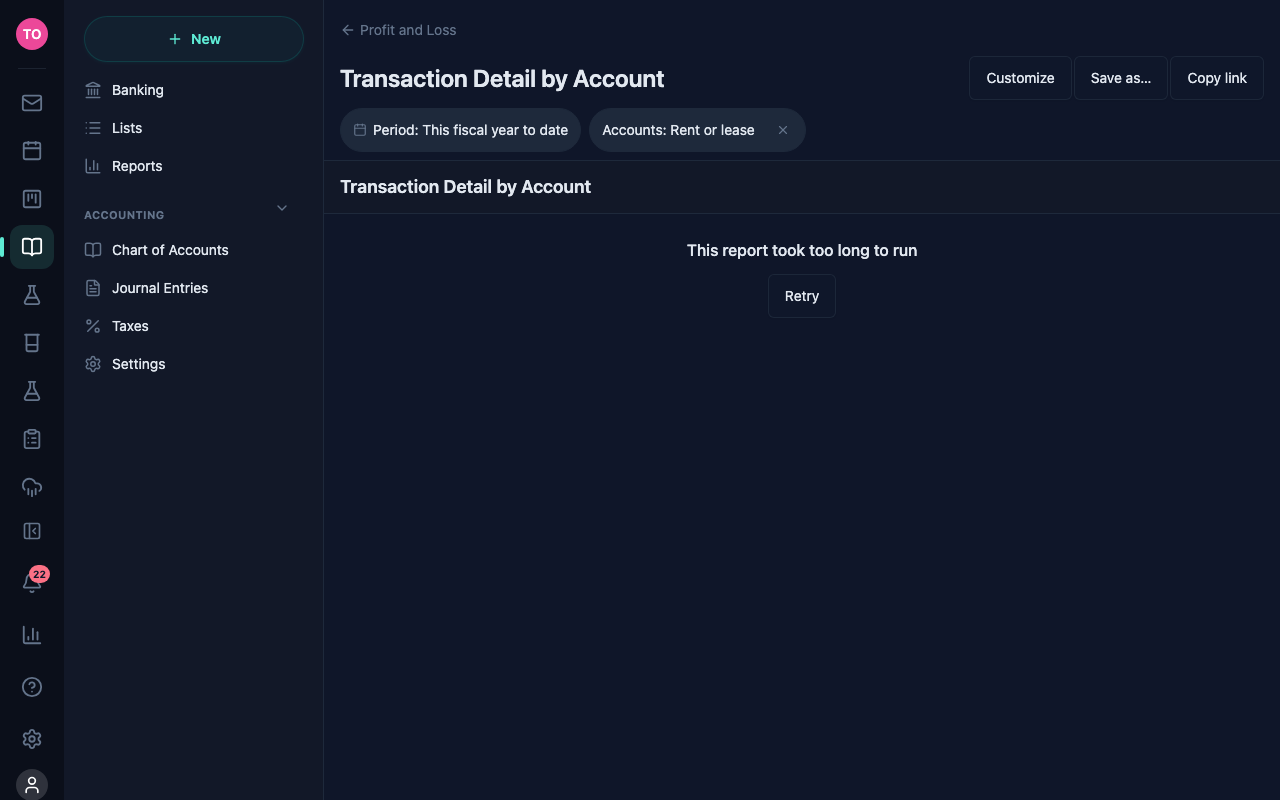 TO
New
Banking
Lists
Reports
ACCOUNTING
Chart of Accounts
Journal Entries
Taxes
Settings
22
Profit and Loss
Transaction Detail by Account
Customize
Save as...
Copy link
Period: This fiscal year to date
Accounts: Rent or lease
Transaction Detail by Account
This report took too long to run
Retry